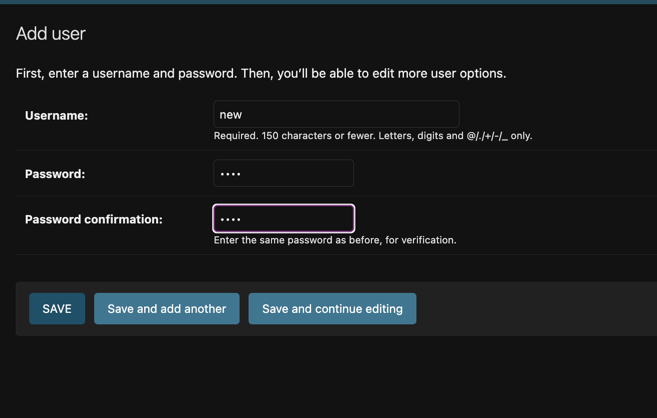 Add user
First, enter a username and password. Then, you’ll be able to edit more user options.
Username:
new
Required. 150 characters or fewer. Letters, digits and @/./+/-/_ only.
Password:
••••
Password confirmation:
••••
Enter the same password as before, for verification.
SAVE
Save and add another
Save and continue editing